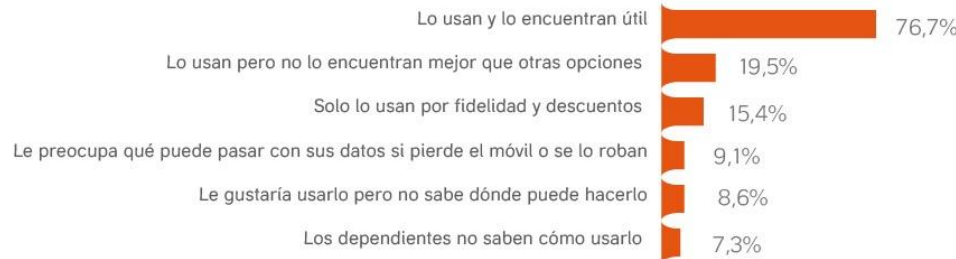 Lo usan y lo encuentran útil 76,7%
Lo usan pero no lo encuentran mejor que otras opciones 19,5%
Solo lo usan por fidelidad y descuentos 15,4%
Le preocupa qué puede pasar con sus datos si pierde el móvil o se lo roban 9,1%
Le gustaría usarlo pero no sabe dónde puede hacerlo 8,6%
Los dependientes no saben cómo usarlo 7,3%